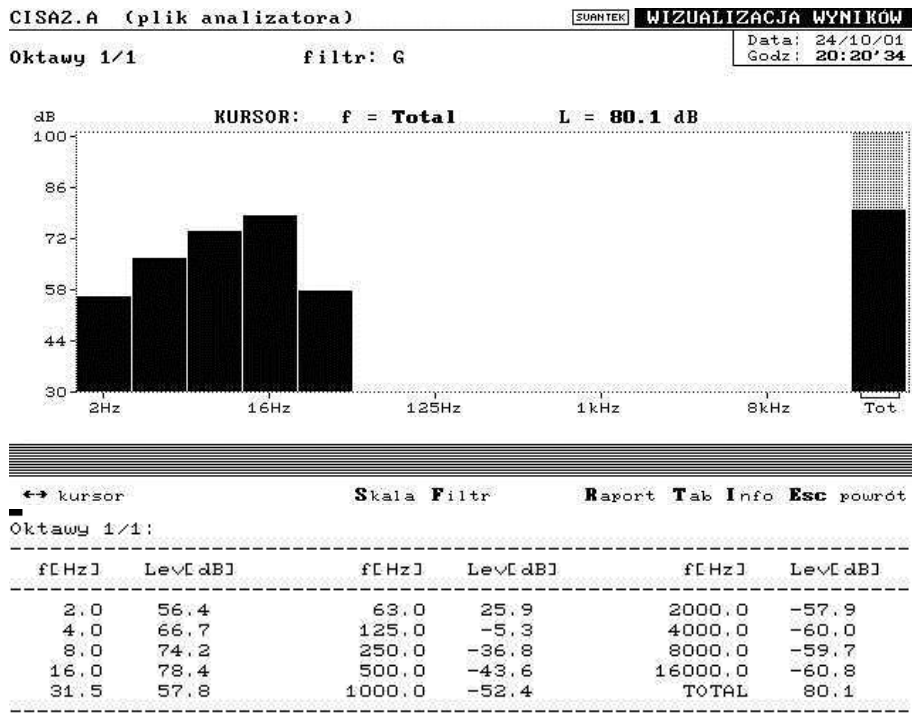 CISA2.A (plik analizatora) SVANTEK WIZUALIZACJA WYNIKÓW
Data: 24/10/01
Oktawy 1/1 filtr: G Godz: 20:20'34
dB KURSOR: f = Total L = 80.1 dB
100
86
72
58
44
30
2Hz 16Hz 125Hz 1kHz 8kHz Tot
↔ kursor Skala Filtr Raport Tab Info Esc powrót
Oktawy 1/1:
f[Hz] Lev[dB] f[Hz] Lev[dB] f[Hz] Lev[dB]
2.0 56.4 63.0 25.9 2000.0 -57.9
4.0 66.7 125.0 -5.3 4000.0 -60.0
8.0 74.2 250.0 -36.8 8000.0 -59.7
16.0 78.4 500.0 -43.6 16000.0 -60.8
31.5 57.8 1000.0 -52.4 TOTAL 80.1